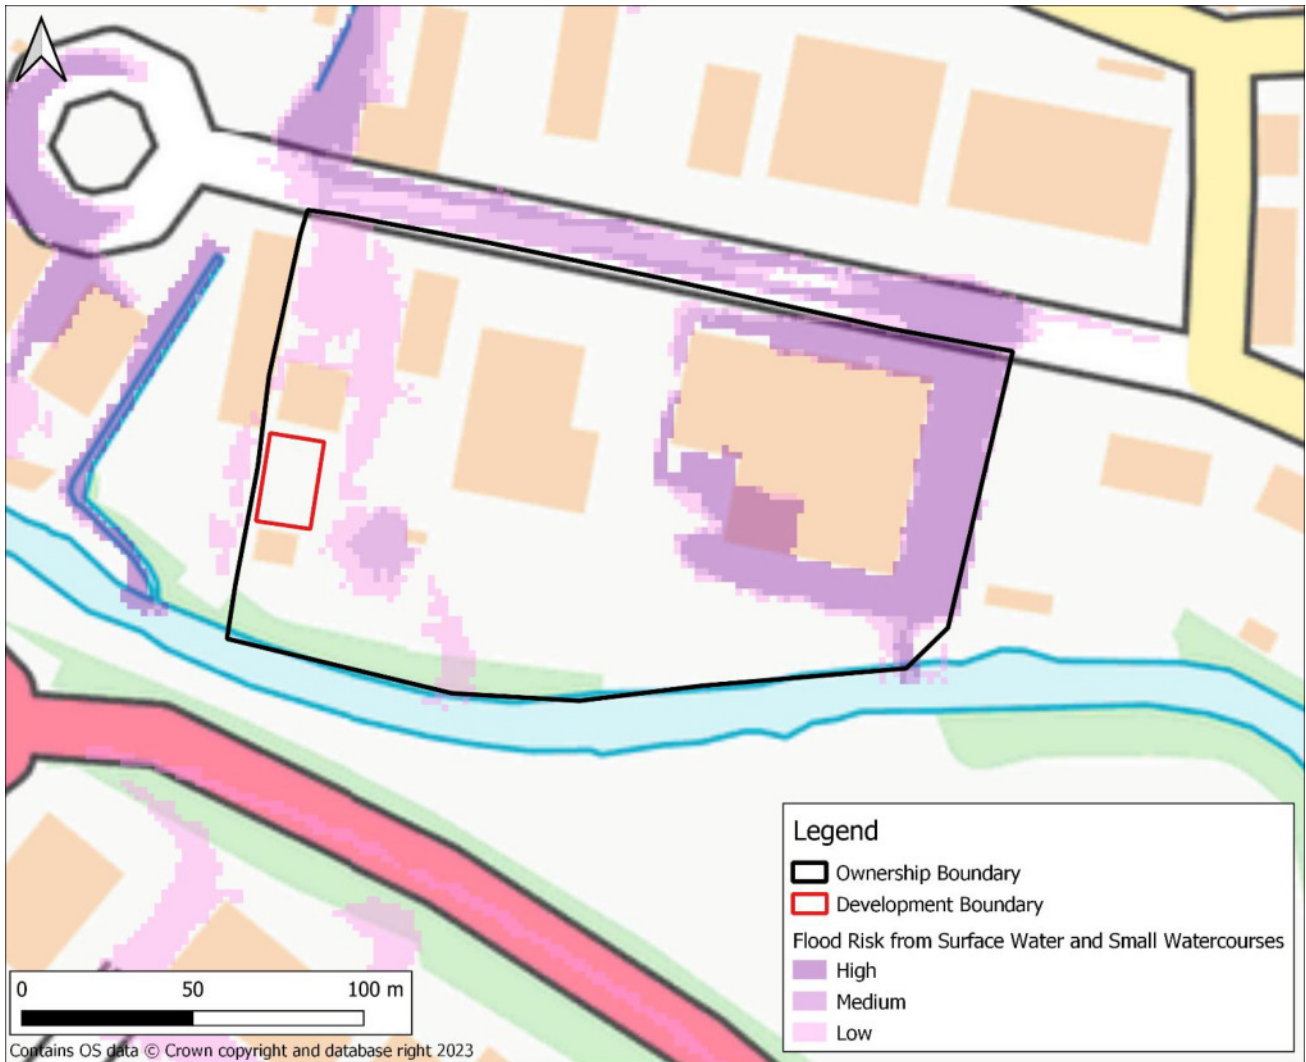 Legend
Ownership Boundary
Development Boundary
Flood Risk from Surface Water and Small Watercourses
High
Medium
Low
0 50 100 m
Contains OS data © Crown copyright and database right 2023